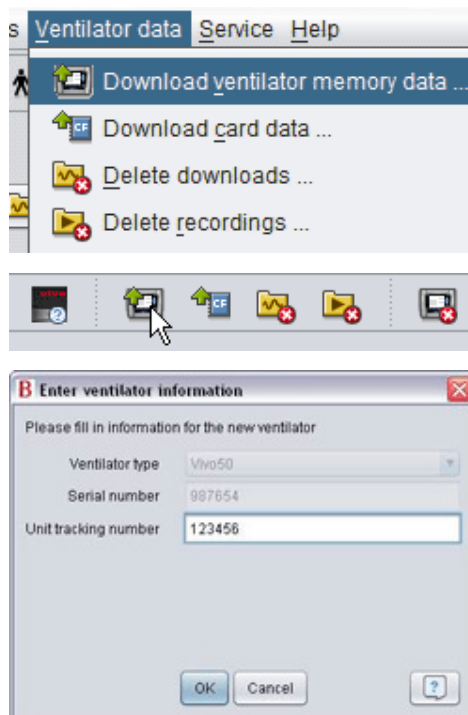 s Ventilator data Service Help
Download ventilator memory data ...
CF Download card data ...
Delete downloads ...
Delete recordings ...
vivo
CF
B Enter ventilator information
Please fill in information for the new ventilator
Ventilator type Vivo50
Serial number 987654
Unit tracking number 123456
OK Cancel ?